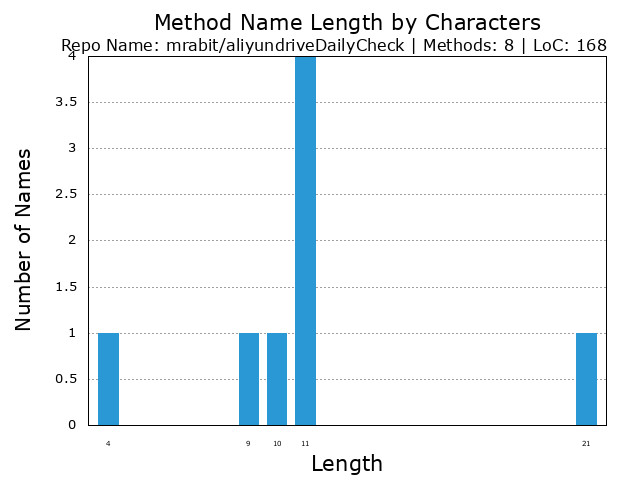 Method Name Length by Characters
Repo Name: mrabit/aliyundriveDailyCheck | Methods: 8 | LoC: 168
4
3.5
3
2.5
2
1.5
1
0.5
0
Number of Names
4 9 10 11 21
Length